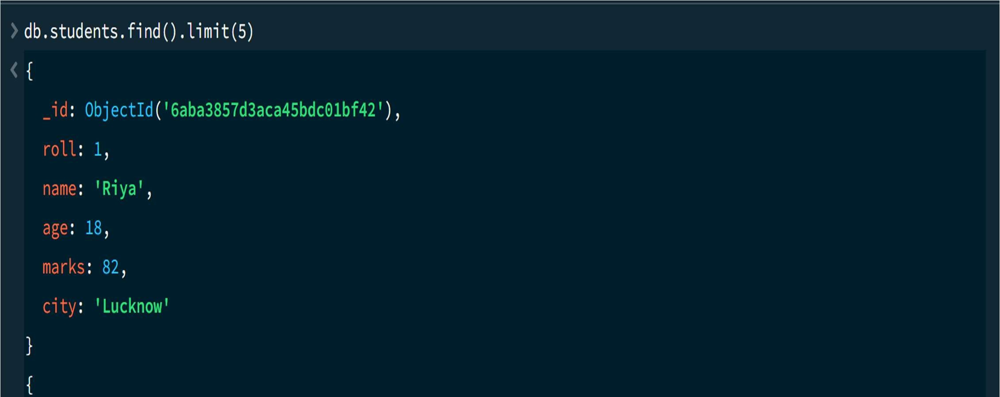 db.students.find().limit(5)
{
_id: ObjectId('6aba3857d3aca45bdc01bf42'),
roll: 1,
name: 'Riya',
age: 18,
marks: 82,
city: 'Lucknow'
}
{